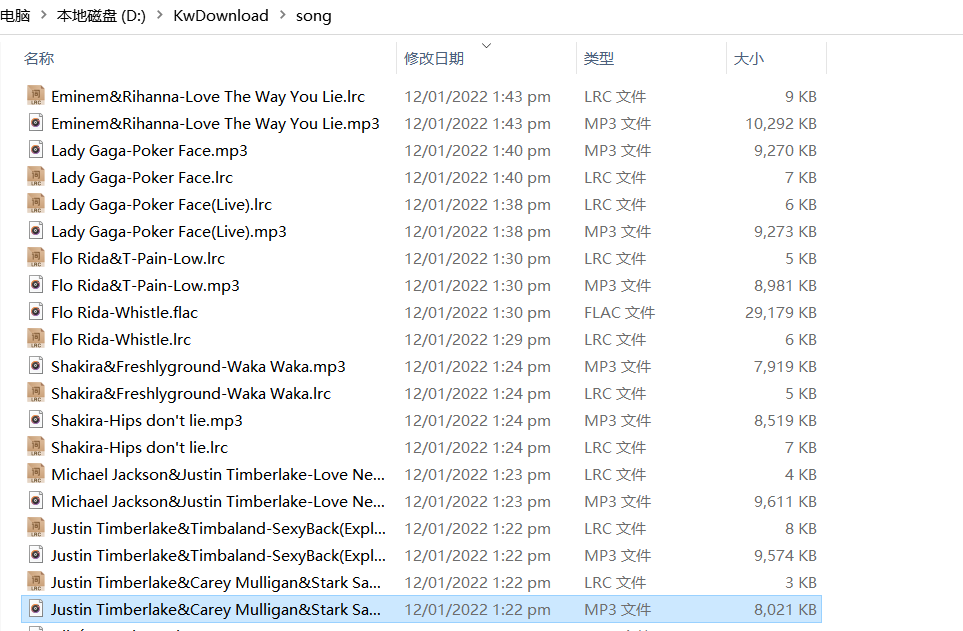 电脑 > 本地磁盘 (D:) > KwDownload > song
名称 修改日期 类型 大小
Eminem&Rihanna-Love The Way You Lie.lrc 12/01/2022 1:43 pm LRC 文件 9 KB
Eminem&Rihanna-Love The Way You Lie.mp3 12/01/2022 1:43 pm MP3 文件 10,292 KB
Lady Gaga-Poker Face.mp3 12/01/2022 1:40 pm MP3 文件 9,270 KB
Lady Gaga-Poker Face.lrc 12/01/2022 1:40 pm LRC 文件 7 KB
Lady Gaga-Poker Face(Live).lrc 12/01/2022 1:38 pm LRC 文件 6 KB
Lady Gaga-Poker Face(Live).mp3 12/01/2022 1:38 pm MP3 文件 9,273 KB
Flo Rida&T-Pain-Low.lrc 12/01/2022 1:30 pm LRC 文件 5 KB
Flo Rida&T-Pain-Low.mp3 12/01/2022 1:30 pm MP3 文件 8,981 KB
Flo Rida-Whistle.flac 12/01/2022 1:30 pm FLAC 文件 29,179 KB
Flo Rida-Whistle.lrc 12/01/2022 1:29 pm LRC 文件 6 KB
Shakira&Freshlyground-Waka Waka.mp3 12/01/2022 1:24 pm MP3 文件 7,919 KB
Shakira&Freshlyground-Waka Waka.lrc 12/01/2022 1:24 pm LRC 文件 5 KB
Shakira-Hips don't lie.mp3 12/01/2022 1:24 pm MP3 文件 8,519 KB
Shakira-Hips don't lie.lrc 12/01/2022 1:24 pm LRC 文件 7 KB
Michael Jackson&Justin Timberlake-Love Ne... 12/01/2022 1:23 pm LRC 文件 4 KB
Michael Jackson&Justin Timberlake-Love Ne... 12/01/2022 1:23 pm MP3 文件 9,611 KB
Justin Timberlake&Timbaland-SexyBack(Expl... 12/01/2022 1:22 pm LRC 文件 8 KB
Justin Timberlake&Timbaland-SexyBack(Expl... 12/01/2022 1:22 pm MP3 文件 9,574 KB
Justin Timberlake&Carey Mulligan&Stark Sa... 12/01/2022 1:22 pm LRC 文件 3 KB
Justin Timberlake&Carey Mulligan&Stark Sa... 12/01/2022 1:22 pm MP3 文件 8,021 KB